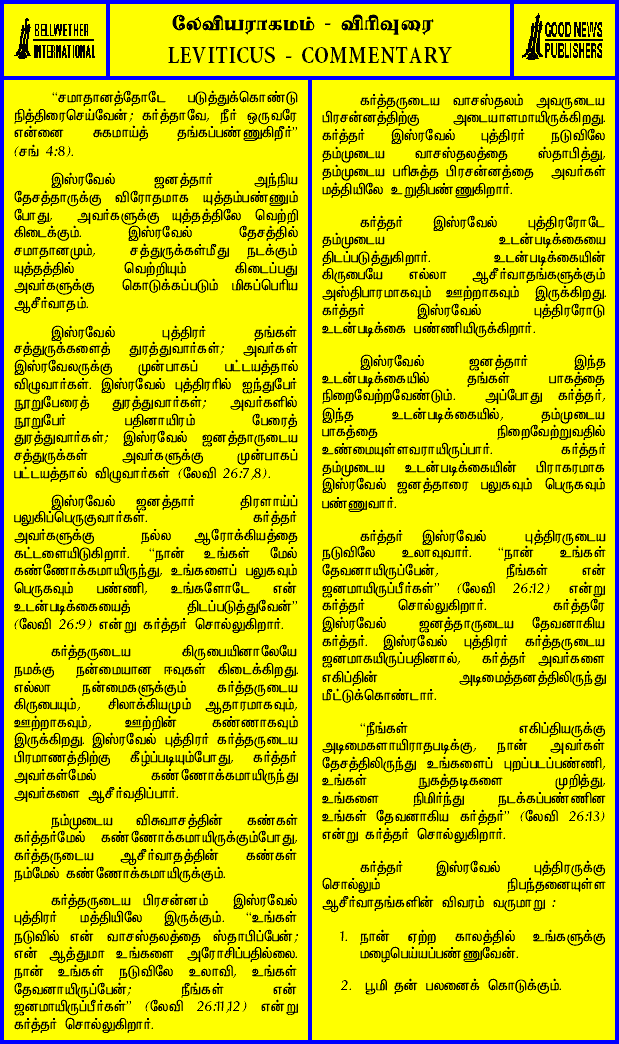 BELLWETHER
INTERNATIONAL
லேவியராகமம் - விரிவுரை
LEVITICUS - COMMENTARY
GOOD NEWS
PUBLISHERS
“சமாதானத்தோடே படுத்துக்கொண்டு
நித்திரைசெய்வேன்; கர்த்தாவே, நீர் ஒருவரே
என்னை சுகமாய்த் தங்கப்பண்ணுகிறீர்”
(சங் 4:8).
இஸ்ரவேல் ஜனத்தார் அந்நிய
தேசத்தாருக்கு விரோதமாக யுத்தம்பண்ணும்
போது, அவர்களுக்கு யுத்தத்திலே வெற்றி
கிடைக்கும். இஸ்ரவேல் தேசத்தில்
சமாதானமும், சத்துருக்கள்மீது நடக்கும்
யுத்தத்தில் வெற்றியும் கிடைப்பது
அவர்களுக்கு கொடுக்கப்படும் மிகப்பெரிய
ஆசீர்வாதம்.
இஸ்ரவேல் புத்திரர் தங்கள்
சத்துருக்களைத் துரத்துவார்கள்; அவர்கள்
இஸ்ரவேலருக்கு முன்பாகப் பட்டயத்தால்
விழுவார்கள். இஸ்ரவேல் புத்திரரில் ஐந்துபேர்
நூறுபேரைத் துரத்துவார்கள்; அவர்களில்
நூறுபேர் பதினாயிரம் பேரைத்
துரத்துவார்கள்; இஸ்ரவேல் ஜனத்தாருடைய
சத்துருக்கள் அவர்களுக்கு முன்பாகப்
பட்டயத்தால் விழுவார்கள் (லேவி 26:7,8).
இஸ்ரவேல் ஜனத்தார் திரளாய்ப்
பலுகிப்பெருகுவார்கள். கர்த்தர்
அவர்களுக்கு நல்ல ஆரோக்கியத்தை
கட்டளையிடுகிறார். “நான் உங்கள் மேல்
கண்ணோக்கமாயிருந்து, உங்களைப் பலுகவும்
பெருகவும் பண்ணி, உங்களோடே என்
உடன்படிக்கையைத் திடப்படுத்துவேன்”
(லேவி 26:9) என்று கர்த்தர் சொல்லுகிறார்.
கர்த்தருடைய கிருபையினாலேயே
நமக்கு நன்மையான ஈவுகள் கிடைக்கிறது.
எல்லா நன்மைகளுக்கும் கர்த்தருடைய
கிருபையும், சிலாக்கியமும் ஆதாரமாகவும்,
ஊற்றாகவும், ஊற்றின் கண்ணாகவும்
இருக்கிறது. இஸ்ரவேல் புத்திரர் கர்த்தருடைய
பிரமாணத்திற்கு கீழ்ப்படியும்போது, கர்த்தர்
அவர்கள்மேல் கண்ணோக்கமாயிருந்து
அவர்களை ஆசீர்வதிப்பார்.
நம்முடைய விசுவாசத்தின் கண்கள்
கர்த்தர்மேல் கண்ணோக்கமாயிருக்கும்போது,
கர்த்தருடைய ஆசீர்வாதத்தின் கண்கள்
நம்மேல் கண்ணோக்கமாயிருக்கும்.
கர்த்தருடைய பிரசன்னம் இஸ்ரவேல்
புத்திரர் மத்தியிலே இருக்கும். “உங்கள்
நடுவில் என் வாசஸ்தலத்தை ஸ்தாபிப்பேன்;
என் ஆத்துமா உங்களை அரோசிப்பதில்லை.
நான் உங்கள் நடுவிலே உலாவி, உங்கள்
தேவனாயிருப்பேன்; நீங்கள் என்
ஜனமாயிருப்பீர்கள்” (லேவி 26:11,12) என்று
கர்த்தர் சொல்லுகிறார்.
கர்த்தருடைய வாசஸ்தலம் அவருடைய
பிரசன்னத்திற்கு அடையாளமாயிருக்கிறது.
கர்த்தர் இஸ்ரவேல் புத்திரர் நடுவிலே
தம்முடைய வாசஸ்தலத்தை ஸ்தாபித்து,
தம்முடைய பரிசுத்த பிரசன்னத்தை அவர்கள்
மத்தியிலே உறுதிபண்ணுகிறார்.
கர்த்தர் இஸ்ரவேல் புத்திரரோடே
தம்முடைய உடன்படிக்கையை
திடப்படுத்துகிறார். உடன்படிக்கையின்
கிருபையே எல்லா ஆசீர்வாதங்களுக்கும்
அஸ்திபாரமாகவும் ஊற்றாகவும் இருக்கிறது.
கர்த்தர் இஸ்ரவேல் புத்திரரோடு
உடன்படிக்கை பண்ணியிருக்கிறார்.
இஸ்ரவேல் ஜனத்தார் இந்த
உடன்படிக்கையில் தங்கள் பாகத்தை
நிறைவேற்றவேண்டும். அப்போது கர்த்தர்,
இந்த உடன்படிக்கையில், தம்முடைய
பாகத்தை நிறைவேற்றுவதில்
உண்மையுள்ளவராயிருப்பார். கர்த்தர்
தம்முடைய உடன்படிக்கையின் பிராகரமாக
இஸ்ரவேல் ஜனத்தாரை பலுகவும் பெருகவும்
பண்ணுவார்.
கர்த்தர் இஸ்ரவேல் புத்திரருடைய
நடுவிலே உலாவுவார். “நான் உங்கள்
தேவனாயிருப்பேன், நீங்கள் என்
ஜனமாயிருப்பீர்கள்” (லேவி 26:12) என்று
கர்த்தர் சொல்லுகிறார். கர்த்தரே
இஸ்ரவேல் ஜனத்தாருடைய தேவனாகிய
கர்த்தர். இஸ்ரவேல் புத்திரர் கர்த்தருடைய
ஜனமாகயிருப்பதினால், கர்த்தர் அவர்களை
எகிப்தின் அடிமைத்தனத்திலிருந்து
மீட்டுக்கொண்டார்.
“நீங்கள் எகிப்தியருக்கு
அடிமைகளாயிராதபடிக்கு, நான் அவர்கள்
தேசத்திலிருந்து உங்களைப் புறப்படப்பண்ணி,
உங்கள் நுகத்தடிகளை முறித்து,
உங்களை நிமிர்ந்து நடக்கப்பண்ணின
உங்கள் தேவனாகிய கர்த்தர்” (லேவி 26:13)
என்று கர்த்தர் சொல்லுகிறார்.
கர்த்தர் இஸ்ரவேல் புத்திரருக்கு
சொல்லும் நிபந்தனையுள்ள
ஆசீர்வாதங்களின் விவரம் வருமாறு :
1. நான் ஏற்ற காலத்தில் உங்களுக்கு
மழைபெய்யப்பண்ணுவேன்.
2. பூமி தன் பலனைக் கொடுக்கும்.